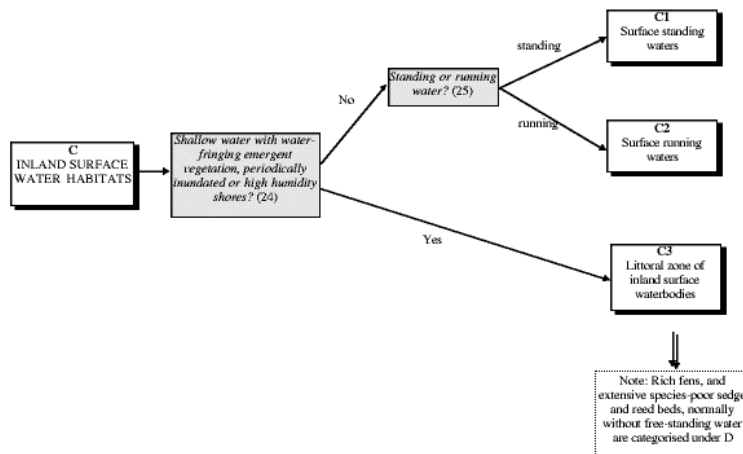 C
INLAND SURFACE
WATER HABITATS
Shallow water with water-
fringing emergent
vegetation, periodically
inundated or high humidity
shores? (24)
No
Yes
Standing or running
water? (25)
standing
running
C1
Surface standing
waters
C2
Surface running
waters
C3
Littoral zone of
inland surface
waterbodies
Note: Rich fens, and
extensive species-poor sedge
and reed beds, normally
without free-standing water
are categorised under D